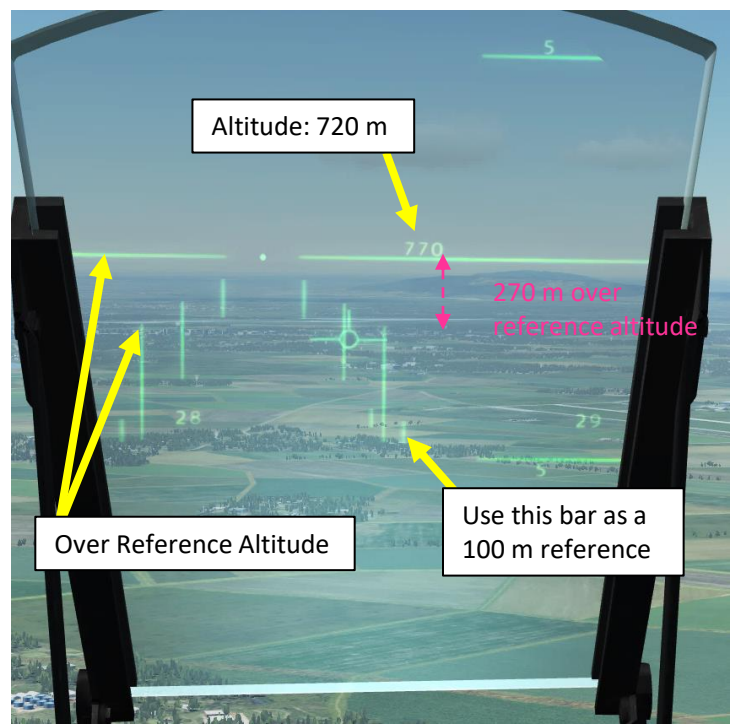 5
Altitude: 720 m
770
270 m over
reference altitude
28
29
5
Over Reference Altitude
Use this bar as a
100 m reference